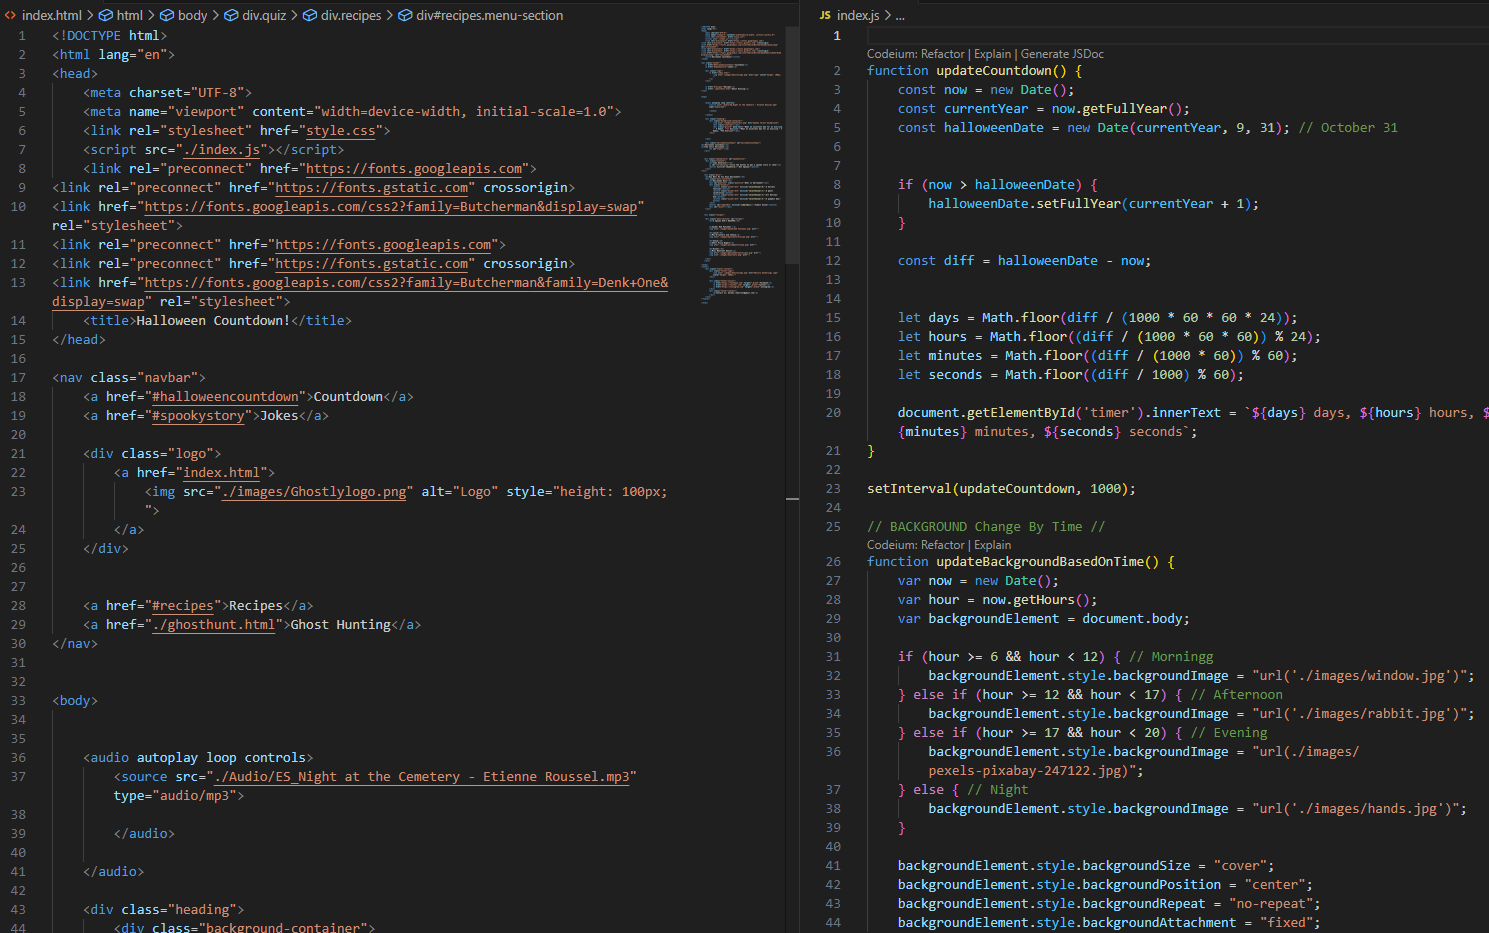 index.html > html > body > div.quiz > div.recipes > div#recipes.menu-section
1 <!DOCTYPE html>
2 <html lang="en">
3 <head>
4 <meta charset="UTF-8">
5 <meta name="viewport" content="width=device-width, initial-scale=1.0">
6 <link rel="stylesheet" href="style.css">
7 <script src="./index.js"></script>
8 <link rel="preconnect" href="https://fonts.googleapis.com">
9 <link rel="preconnect" href="https://fonts.gstatic.com" crossorigin>
10 <link href="https://fonts.googleapis.com/css2?family=Butcherman&display=swap"
rel="stylesheet">
11 <link rel="preconnect" href="https://fonts.googleapis.com">
12 <link rel="preconnect" href="https://fonts.gstatic.com" crossorigin>
13 <link href="https://fonts.googleapis.com/css2?family=Butcherman&family=Denk+One&
display=swap" rel="stylesheet">
14 <title>Halloween Countdown!</title>
15 </head>
16
17 <nav class="navbar">
18 <a href="#halloweencountdown">Countdown</a>
19 <a href="#spookystory">Jokes</a>
20
21 <div class="logo">
22 <a href="index.html">
23 <img src="./images/Ghostlylogo.png" alt="Logo" style="height: 100px;
">
24 </a>
25 </div>
26
27
28 <a href="#recipes">Recipes</a>
29 <a href="./ghosthunt.html">Ghost Hunting</a>
30 </nav>
31
32
33 <body>
34
35
36 <audio autoplay loop controls>
37 <source src="./Audio/ES_Night at the Cemetery - Etienne Roussel.mp3"
type="audio/mp3">
38
39 </audio>
40
41 </audio>
42
43 <div class="heading">
44 <div class="background-container">
JS index.js > ...
1
Codeium: Refactor | Explain | Generate JSDoc
2 function updateCountdown() {
3 const now = new Date();
4 const currentYear = now.getFullYear();
5 const halloweenDate = new Date(currentYear, 9, 31); // October 31
6
7
8 if (now > halloweenDate) {
9 halloweenDate.setFullYear(currentYear + 1);
10 }
11
12 const diff = halloweenDate - now;
13
14
15 let days = Math.floor(diff / (1000 * 60 * 60 * 24));
16 let hours = Math.floor((diff / (1000 * 60 * 60)) % 24);
17 let minutes = Math.floor((diff / (1000 * 60)) % 60);
18 let seconds = Math.floor((diff / 1000) % 60);
19
20 document.getElementById('timer').innerText = `${days} days, ${hours} hours, $
{minutes} minutes, ${seconds} seconds`;
21 }
22
23 setInterval(updateCountdown, 1000);
24
25 // BACKGROUND Change By Time //
Codeium: Refactor | Explain
26 function updateBackgroundBasedOnTime() {
27 var now = new Date();
28 var hour = now.getHours();
29 var backgroundElement = document.body;
30
31 if (hour >= 6 && hour < 12) { // Morningg
32 backgroundElement.style.backgroundImage = "url('./images/window.jpg')";
33 } else if (hour >= 12 && hour < 17) { // Afternoon
34 backgroundElement.style.backgroundImage = "url('./images/rabbit.jpg')";
35 } else if (hour >= 17 && hour < 20) { // Evening
36 backgroundElement.style.backgroundImage = "url(./images/
pexels-pixabay-247122.jpg)";
37 } else { // Night
38 backgroundElement.style.backgroundImage = "url('./images/hands.jpg')";
39 }
40
41 backgroundElement.style.backgroundSize = "cover";
42 backgroundElement.style.backgroundPosition = "center";
43 backgroundElement.style.backgroundRepeat = "no-repeat";
44 backgroundElement.style.backgroundAttachment = "fixed";